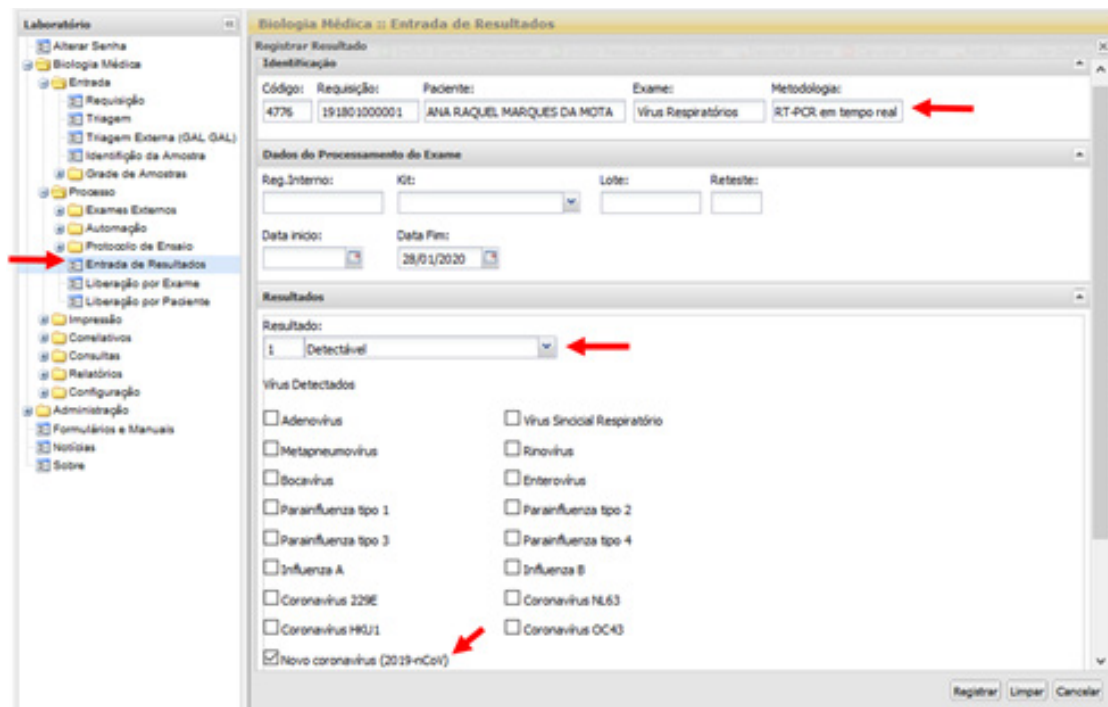 Laboratório
Alterar Senha
Biologia Médica
Entrada
Requisição
Triagem
Triagem Externa (GAL GAL)
Identifição da Amostra
Grade de Amostras
Processo
Exames Externos
Automação
Protocolo de Ensaio
Entrada de Resultados
Liberação por Exame
Liberação por Paciente
Impressão
Correlativos
Consultas
Relatórios
Configuração
Administração
Formulários e Manuais
Notícias
Sobre
Biologia Médica :: Entrada de Resultados
Registrar Resultado
Identificação
Código: Requisição: Paciente: Exame: Metodologia:
4776 191801000001 ANA RAQUEL MARQUES DA MOTA Vírus Respiratórios RT-PCR em tempo real
Dados do Processamento do Exame
Reg.Interno: Kit: Lote: Reteste:
Data início: Data Fim:
28/01/2020
Resultados
Resultado:
1 Detectável
Vírus Detectados
Adenovírus Vírus Sincicial Respiratório
Metapneumovírus Rinovírus
Bocavírus Enterovírus
Parainfluenza tipo 1 Parainfluenza tipo 2
Parainfluenza tipo 3 Parainfluenza tipo 4
Influenza A Influenza B
Coronavírus 229E Coronavírus NL63
Coronavírus HKU1 Coronavírus OC43
Novo coronavírus (2019-nCoV)
Registrar Limpar Cancelar